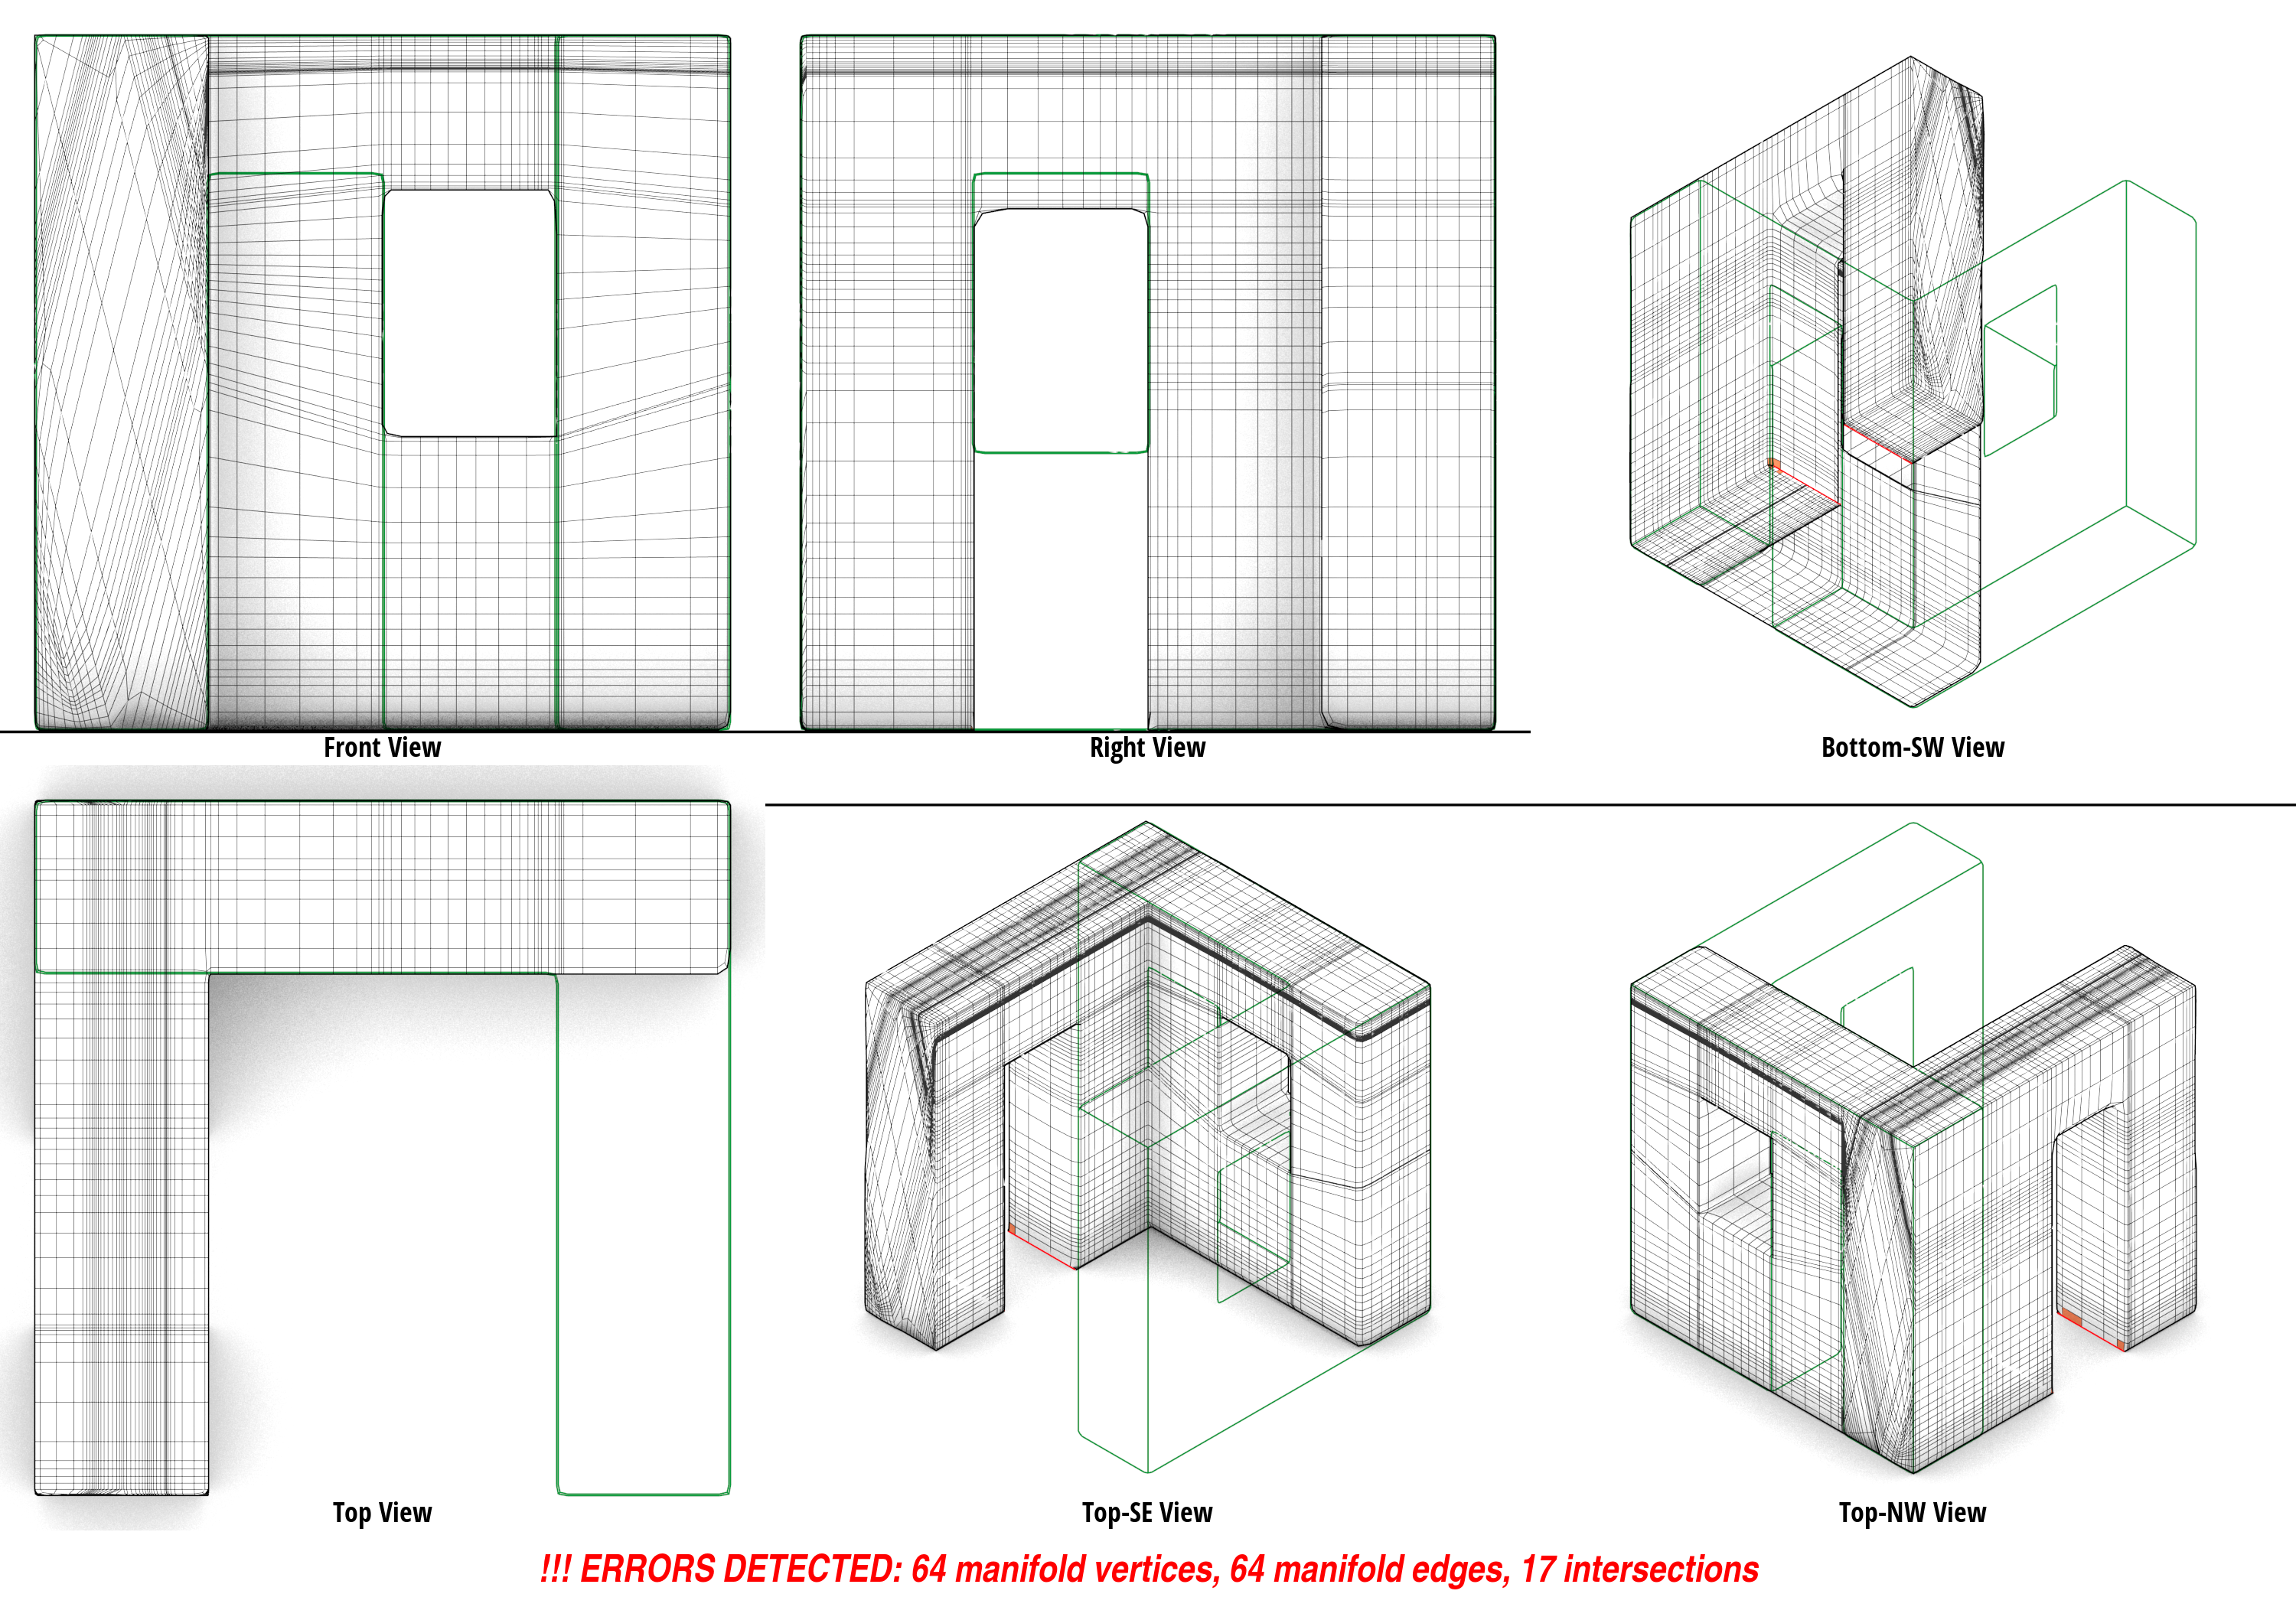 Front View
Right View
Bottom-SW View
Top View
Top-SE View
Top-NW View
!!! ERRORS DETECTED: 64 manifold vertices, 64 manifold edges, 17 intersections